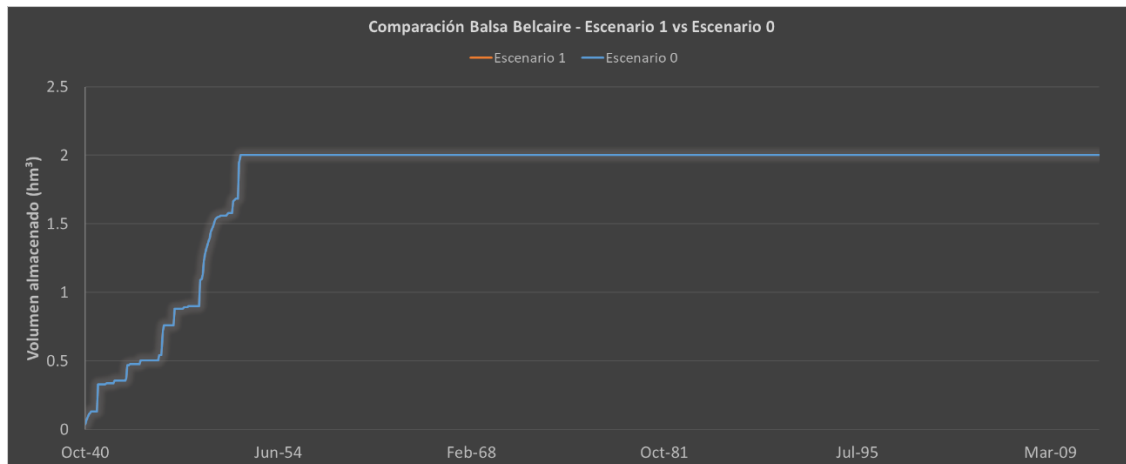 Comparación Balsa Belcaire - Escenario 1 vs Escenario 0
Escenario 1 Escenario 0
Volumen almacenado (hm³)
2.5
2
1.5
1
0.5
0
Oct-40 Jun-54 Feb-68 Oct-81 Jul-95 Mar-09